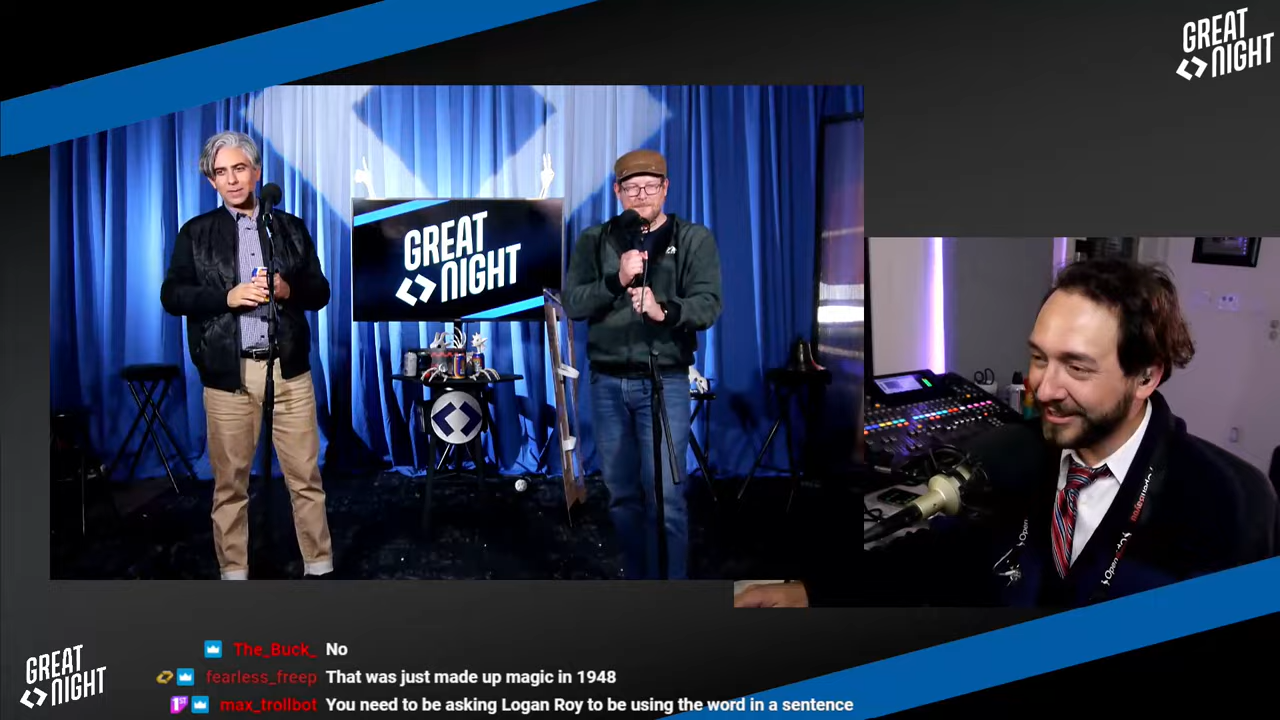 GREAT
NIGHT
GREAT
NIGHT
The_Buck_ No
fearless_freep That was just made up magic in 1948
max_trollbot You need to be asking Logan Roy to be using the word in a sentence
GREAT
NIGHT